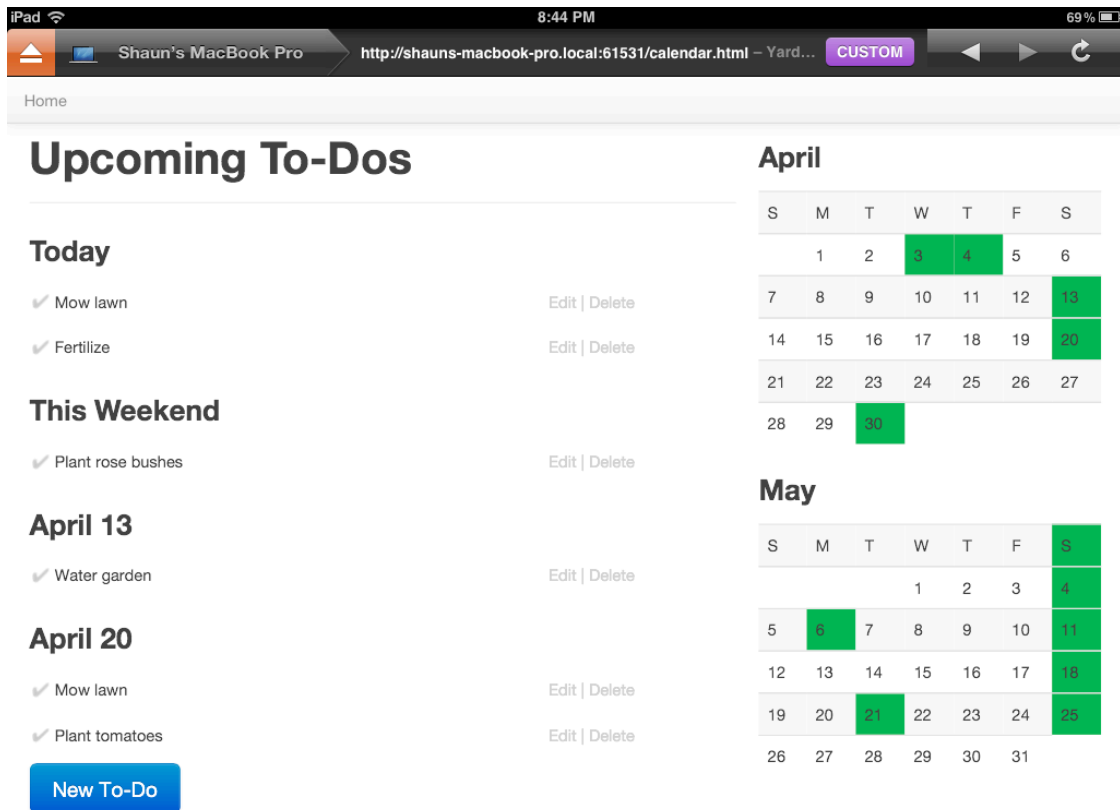 iPad 8:44 PM 69%
Shaun's MacBook Pro http://shauns-macbook-pro.local:61531/calendar.html – Yard… CUSTOM
Home
Upcoming To-Dos
Today
Mow lawn Edit | Delete
Fertilize Edit | Delete
This Weekend
Plant rose bushes Edit | Delete
April 13
Water garden Edit | Delete
April 20
Mow lawn Edit | Delete
Plant tomatoes Edit | Delete
New To-Do
April
S M T W T F S
1 2 3 4 5 6
7 8 9 10 11 12 13
14 15 16 17 18 19 20
21 22 23 24 25 26 27
28 29 30
May
S M T W T F S
1 2 3 4
5 6 7 8 9 10 11
12 13 14 15 16 17 18
19 20 21 22 23 24 25
26 27 28 29 30 31